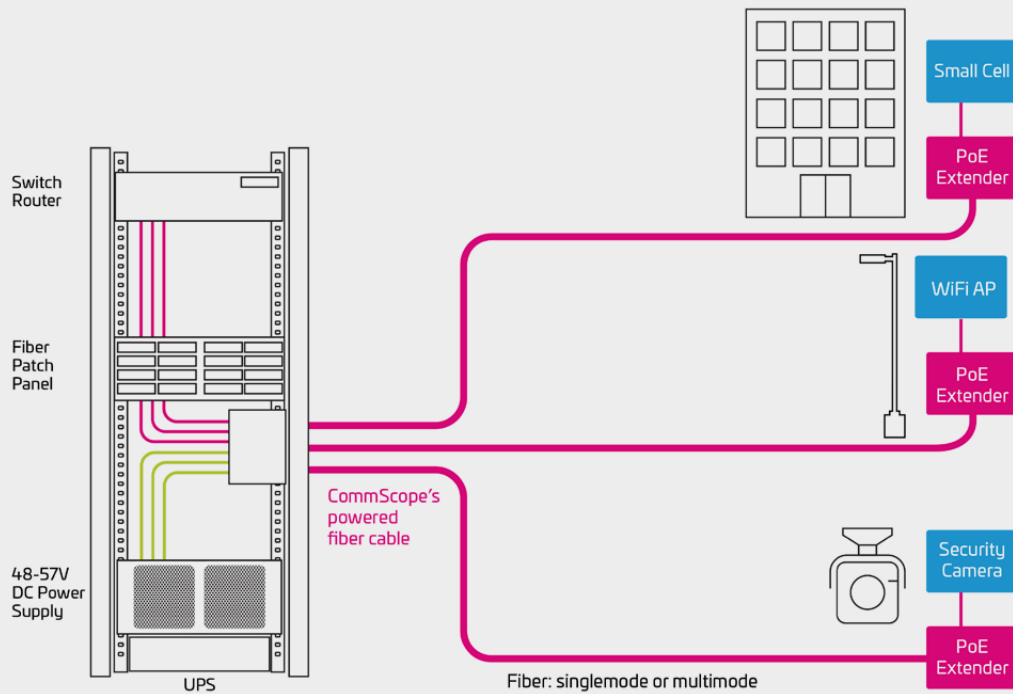 Small Cell
PoE
Extender
Switch
Router
WiFi AP
Fiber
Patch
Panel
PoE
Extender
CommScope's
powered
fiber cable
Security
Camera
48-57V
DC Power
Supply
PoE
Extender
UPS
Fiber: singlemode or multimode